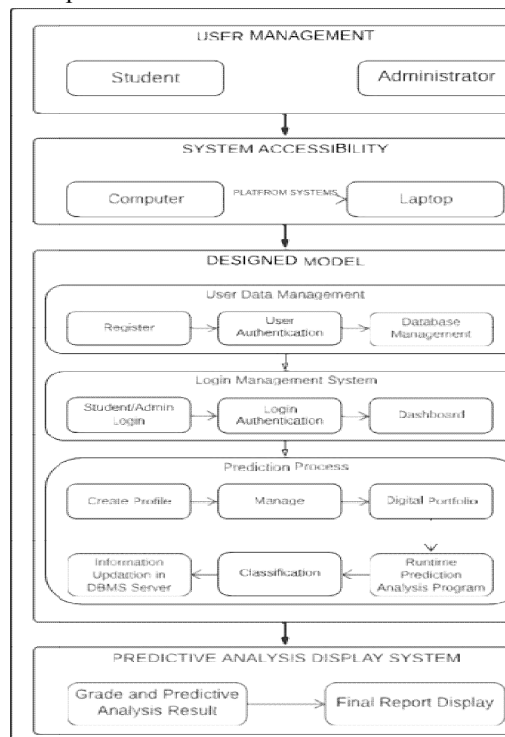 USER MANAGEMENT
Student
Administrator
SYSTEM ACCESSIBILITY
Computer
PLATFROM SYSTEMS
Laptop
DESIGNED MODEL
User Data Management
Register
User
Authentication
Database
Management
Login Management System
Student/Admin
Login
Login
Authentication
Dashboard
Prediction Process
Create Profile
Manage
Digital Portfolio
Information
Updation in
DBMS Server
Classification
Runtime
Prediction
Analysis Program
PREDICTIVE ANALYSIS DISPLAY SYSTEM
Grade and Predictive
Analysis Result
Final Report Display